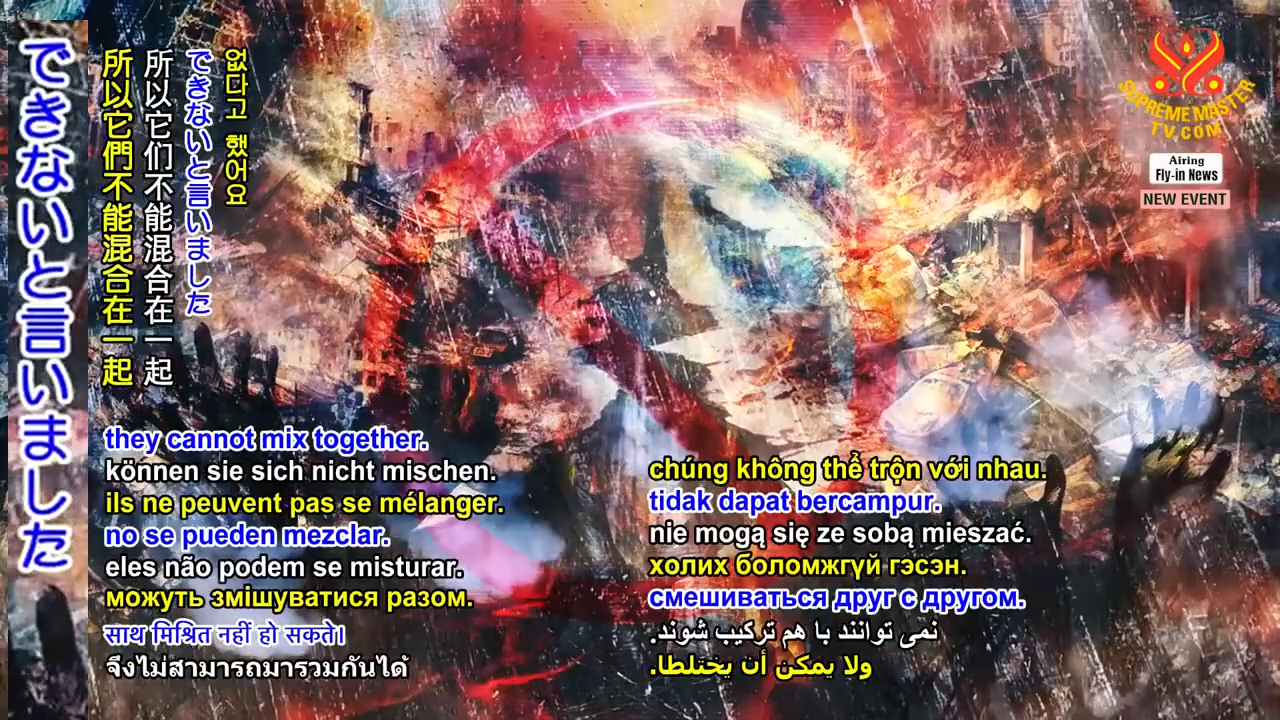 できないと言いました
所以它們不能混合在一起
所以它们不能混合在一起
できないと言いました
없다고 했어요
SUPREME MASTER
TV.COM
Airing
Fly-in News
NEW EVENT
they cannot mix together.
können sie sich nicht mischen.
ils ne peuvent pas se mélanger.
no se pueden mezclar.
eles não podem se misturar.
можуть змішуватися разом.
साथ मिश्रित नहीं हो सकते।
จึงไม่สามารถมารวมกันได้
chúng không thể trộn với nhau.
tidak dapat bercampur.
nie mogą się ze sobą mieszać.
холих боломжгүй гэсэн.
смешиваться друг с другом.
نمی توانند با هم ترکیب شوند.
ولا يمكن أن يختلطا.